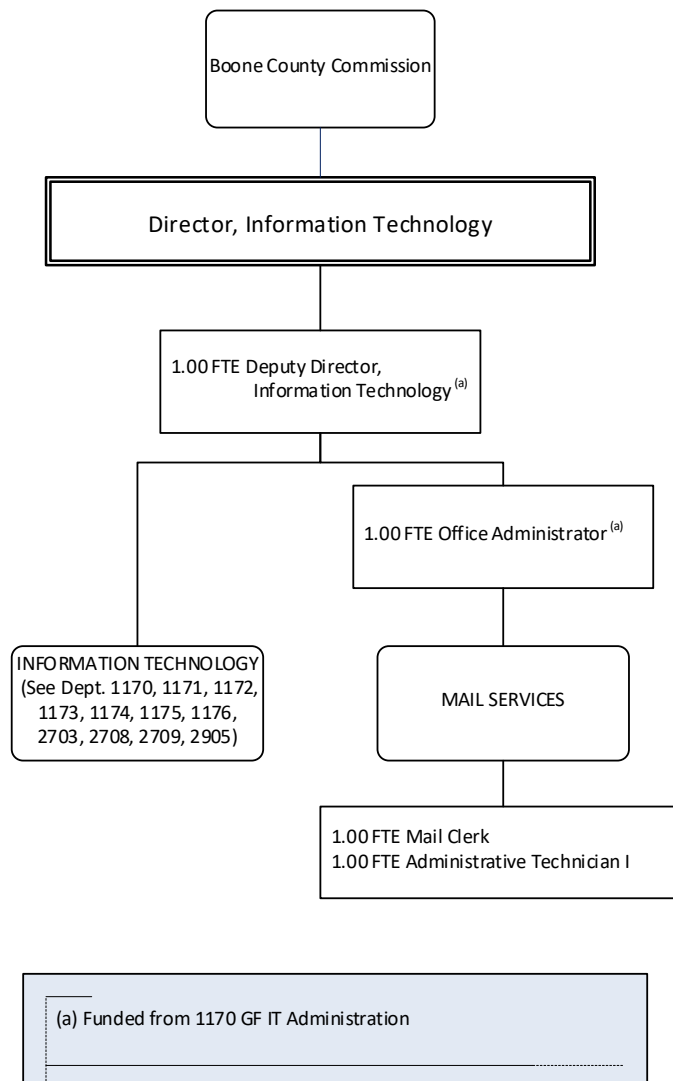 Boone County Commission
Director, Information Technology
1.00 FTE Deputy Director,
Information Technology (a)
1.00 FTE Office Administrator (a)
INFORMATION TECHNOLOGY
(See Dept. 1170, 1171, 1172,
1173, 1174, 1175, 1176,
2703, 2708, 2709, 2905)
MAIL SERVICES
1.00 FTE Mail Clerk
1.00 FTE Administrative Technician I
(a) Funded from 1170 GF IT Administration